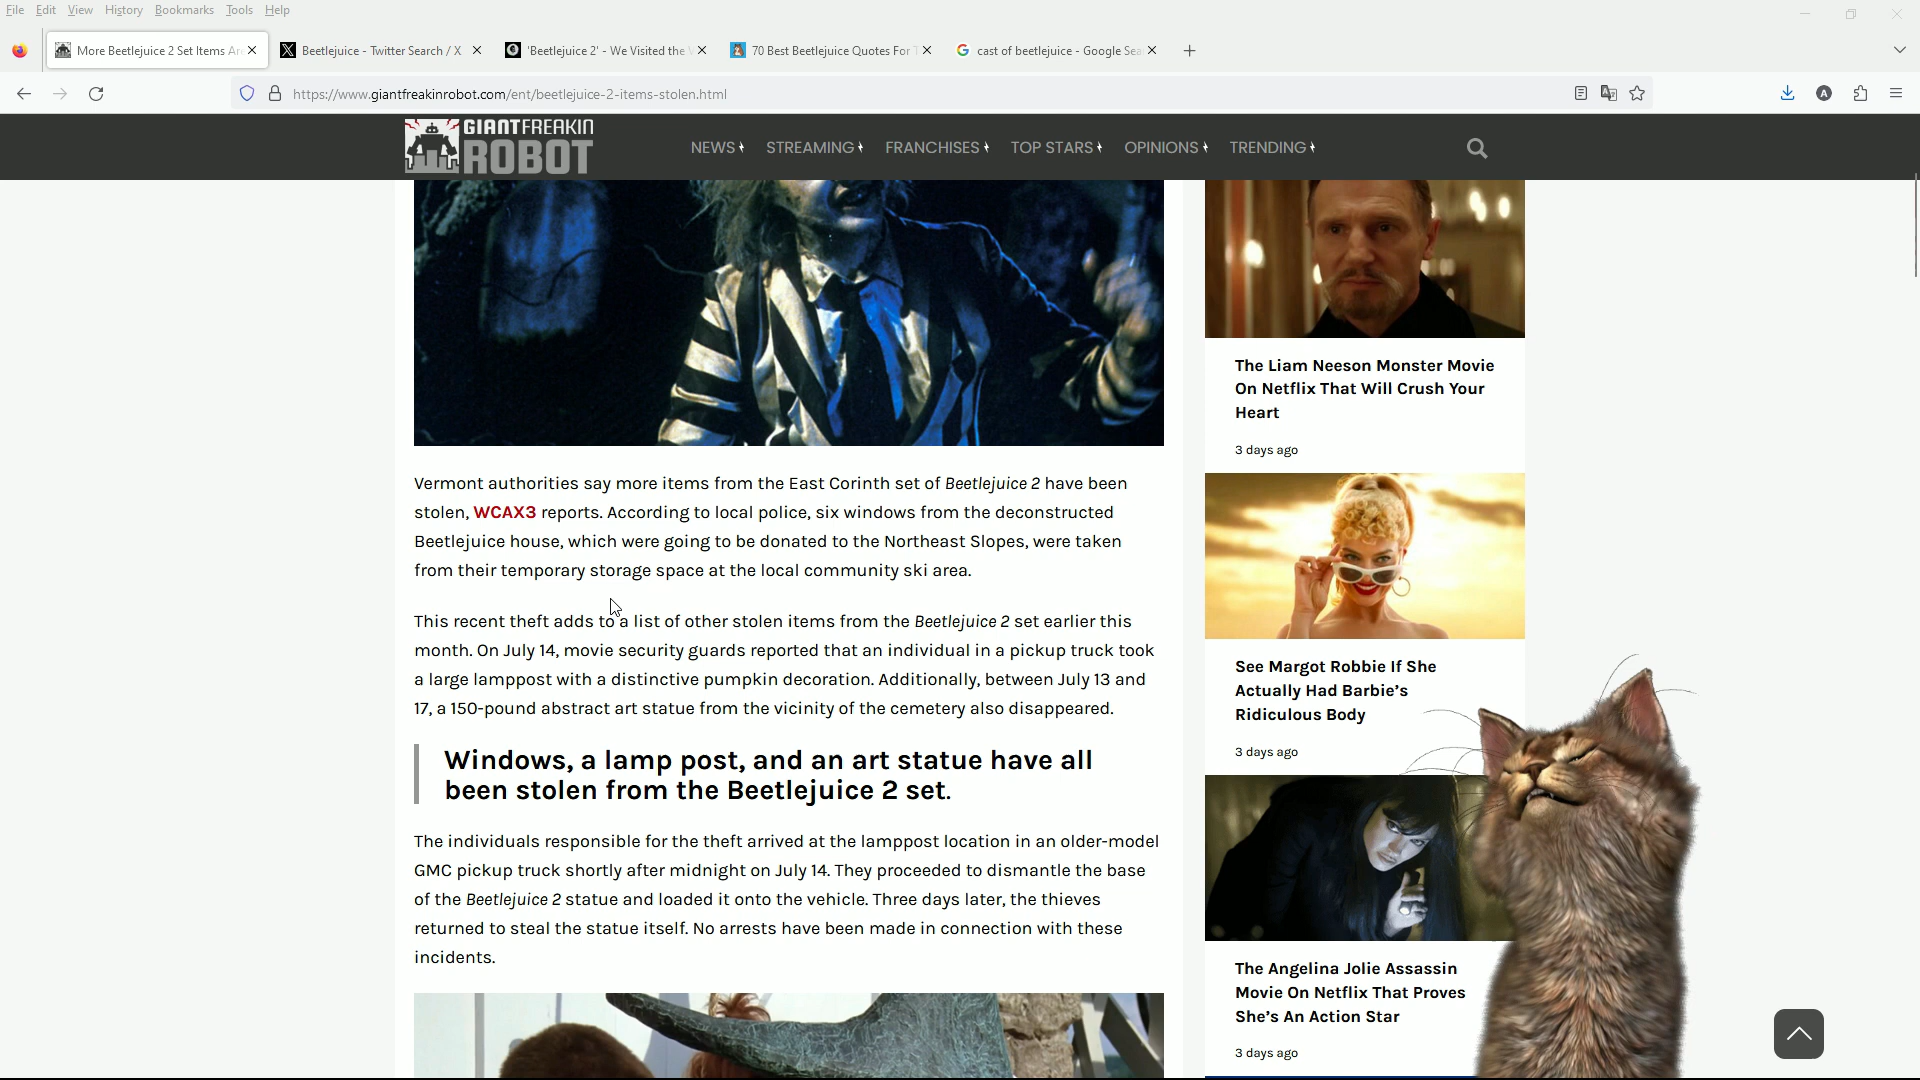 File Edit View History Bookmarks Tools Help
More Beetlejuice 2 Set Items Ar
Beetlejuice - Twitter Search / X
'Beetlejuice 2' - We Visited the
70 Best Beetlejuice Quotes For
cast of beetlejuice - Google Sea
https://www.giantfreakinrobot.com/ent/beetlejuice-2-items-stolen.html
A
GIANT FREAKIN
ROBOT
NEWS STREAMING FRANCHISES TOP STARS OPINIONS TRENDING
Vermont authorities say more items from the East Corinth set of Beetlejuice 2 have been
stolen, WCAX3 reports. According to local police, six windows from the deconstructed
Beetlejuice house, which were going to be donated to the Northeast Slopes, were taken
from their temporary storage space at the local community ski area.
This recent theft adds to a list of other stolen items from the Beetlejuice 2 set earlier this
month. On July 14, movie security guards reported that an individual in a pickup truck took
a large lamppost with a distinctive pumpkin decoration. Additionally, between July 13 and
17, a 150-pound abstract art statue from the vicinity of the cemetery also disappeared.
Windows, a lamp post, and an art statue have all
been stolen from the Beetlejuice 2 set.
The individuals responsible for the theft arrived at the lamppost location in an older-model
GMC pickup truck shortly after midnight on July 14. They proceeded to dismantle the base
of the Beetlejuice 2 statue and loaded it onto the vehicle. Three days later, the thieves
returned to steal the statue itself. No arrests have been made in connection with these
incidents.
The Liam Neeson Monster Movie
On Netflix That Will Crush Your
Heart
3 days ago
See Margot Robbie If She
Actually Had Barbie's
Ridiculous Body
3 days ago
The Angelina Jolie Assassin
Movie On Netflix That Proves
She's An Action Star
3 days ago